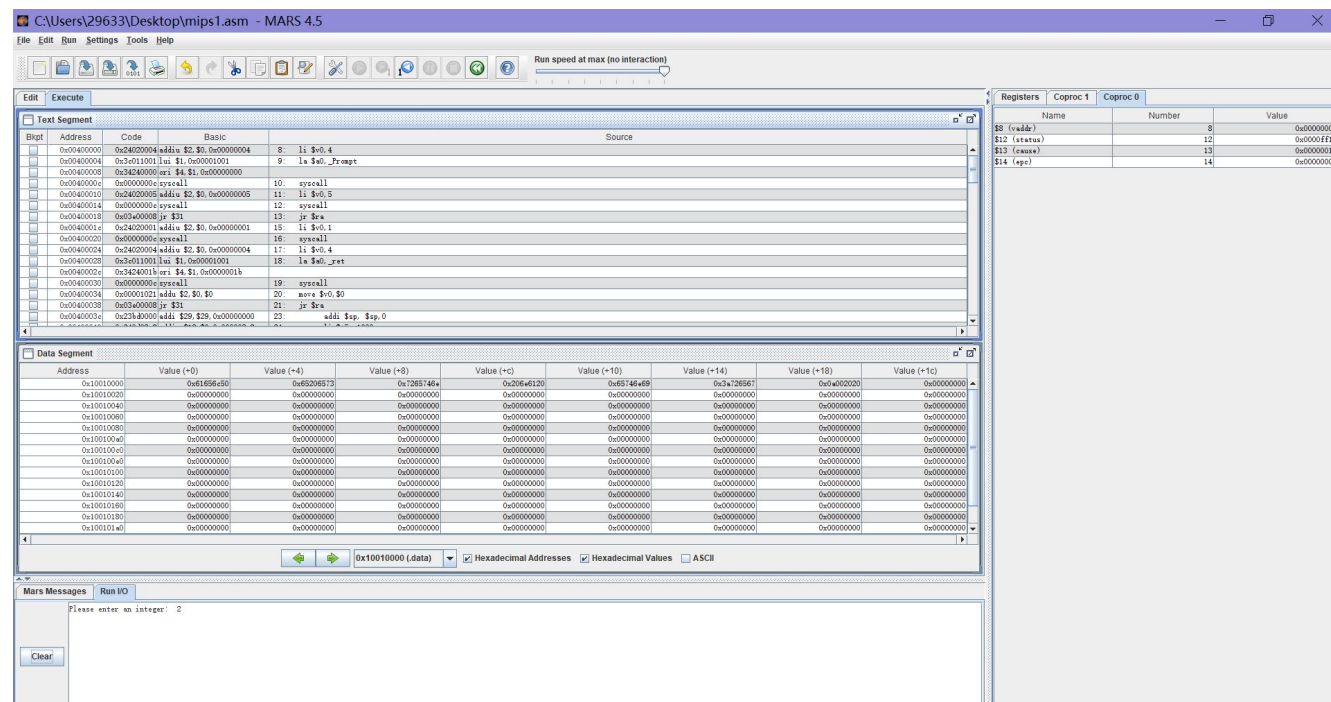 C:\Users\29633\Desktop\mips1.asm - MARS 4.5
File Edit Run Settings Tools Help
Run speed at max (no interaction)
Edit Execute
Registers Coproc 1 Coproc 0
Text Segment
Bkpt Address Code Basic Source
0x00400000 0x24020004 addiu $2,$0,0x00000004 8: li $v0,4
0x00400004 0x3c011001 lui $1,0x00001001 9: la $a0,_Prompt
0x00400008 0x34240000 ori $4,$1,0x00000000
0x0040000c 0x0000000c syscall 10: syscall
0x00400010 0x24020005 addiu $2,$0,0x00000005 11: li $v0,5
0x00400014 0x0000000c syscall 12: syscall
0x00400018 0x03e00008 jr $31 13: jr $ra
0x0040001c 0x24020001 addiu $2,$0,0x00000001 15: li $v0,1
0x00400020 0x0000000c syscall 16: syscall
0x00400024 0x24020004 addiu $2,$0,0x00000004 17: li $v0,4
0x00400028 0x3c011001 lui $1,0x00001001 18: la $a0,_ret
0x0040002c 0x3424001b ori $4,$1,0x0000001b
0x00400030 0x0000000c syscall 19: syscall
0x00400034 0x00001021 addu $2,$0,$0 20: move $v0,$0
0x00400038 0x03e00008 jr $31 21: jr $ra
0x0040003c 0x23bd0000 addi $29,$29,0x00000000 23: addi $sp, $sp,0
Name Number Value
$8 (vaddr) 8 0x0000000
$12 (status) 12 0x0000ff1
$13 (cause) 13 0x0000000
$14 (epc) 14 0x0000000
Data Segment
Address Value (+0) Value (+4) Value (+8) Value (+c) Value (+10) Value (+14) Value (+18) Value (+1c)
0x10010000 0x61656c50 0x65206573 0x7265746e 0x206e6120 0x65746e69 0x3a726567 0x0a002020 0x00000000
0x10010020 0x00000000 0x00000000 0x00000000 0x00000000 0x00000000 0x00000000 0x00000000 0x00000000
0x10010040 0x00000000 0x00000000 0x00000000 0x00000000 0x00000000 0x00000000 0x00000000 0x00000000
0x10010060 0x00000000 0x00000000 0x00000000 0x00000000 0x00000000 0x00000000 0x00000000 0x00000000
0x10010080 0x00000000 0x00000000 0x00000000 0x00000000 0x00000000 0x00000000 0x00000000 0x00000000
0x100100a0 0x00000000 0x00000000 0x00000000 0x00000000 0x00000000 0x00000000 0x00000000 0x00000000
0x100100c0 0x00000000 0x00000000 0x00000000 0x00000000 0x00000000 0x00000000 0x00000000 0x00000000
0x100100e0 0x00000000 0x00000000 0x00000000 0x00000000 0x00000000 0x00000000 0x00000000 0x00000000
0x10010100 0x00000000 0x00000000 0x00000000 0x00000000 0x00000000 0x00000000 0x00000000 0x00000000
0x10010120 0x00000000 0x00000000 0x00000000 0x00000000 0x00000000 0x00000000 0x00000000 0x00000000
0x10010140 0x00000000 0x00000000 0x00000000 0x00000000 0x00000000 0x00000000 0x00000000 0x00000000
0x10010160 0x00000000 0x00000000 0x00000000 0x00000000 0x00000000 0x00000000 0x00000000 0x00000000
0x10010180 0x00000000 0x00000000 0x00000000 0x00000000 0x00000000 0x00000000 0x00000000 0x00000000
0x100101a0 0x00000000 0x00000000 0x00000000 0x00000000 0x00000000 0x00000000 0x00000000 0x00000000
0x10010000 (.data) Hexadecimal Addresses Hexadecimal Values ASCII
Mars Messages Run I/O
Please enter an integer: 2
Clear